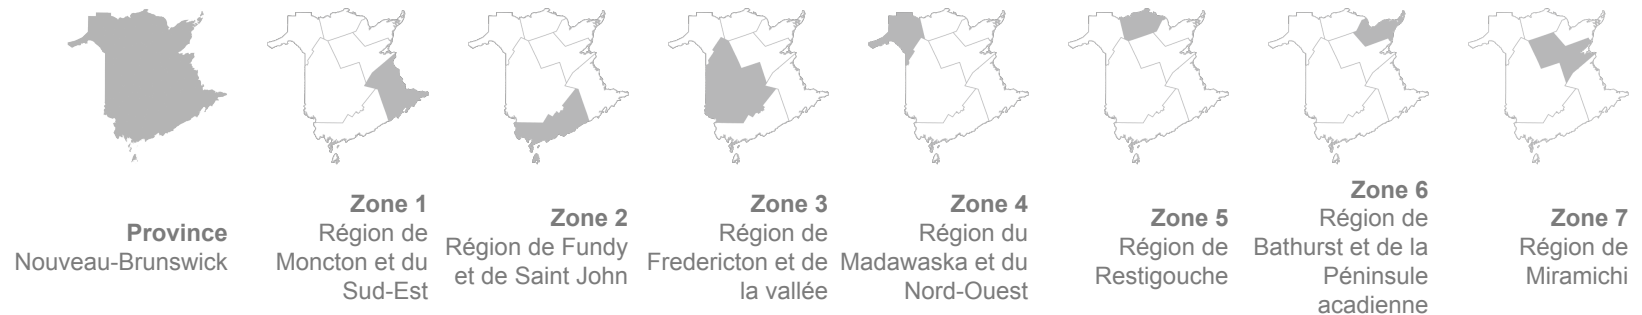 Province
Nouveau-Brunswick
Zone 1
Région de
Moncton et du
Sud-Est
Zone 2
Région de Fundy
et de Saint John
Zone 3
Région de
Fredericton et de
la vallée
Zone 4
Région du
Madawaska et du
Nord-Ouest
Zone 5
Région de
Restigouche
Zone 6
Région de
Bathurst et de la
Péninsule
acadienne
Zone 7
Région de
Miramichi